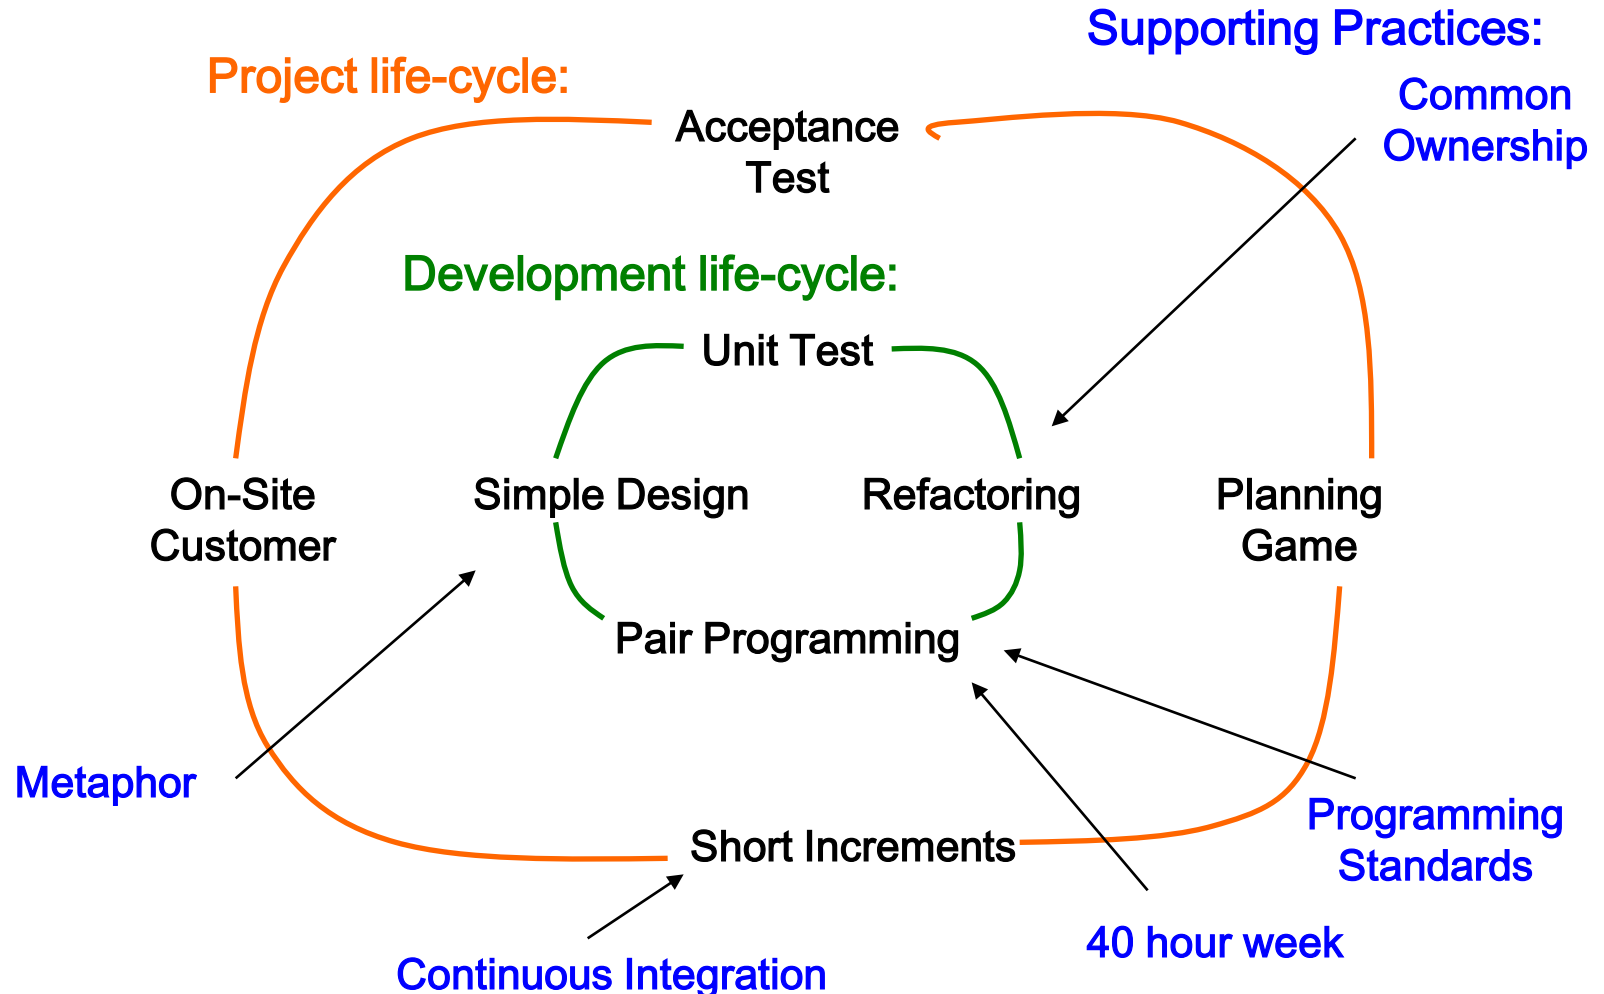 Supporting Practices:
Project life-cycle:
Common
Ownership
Acceptance
Test
Development life-cycle:
Unit Test
On-Site
Customer
Simple Design
Refactoring
Planning
Game
Pair Programming
Metaphor
Short Increments
Programming
Standards
40 hour week
Continuous Integration